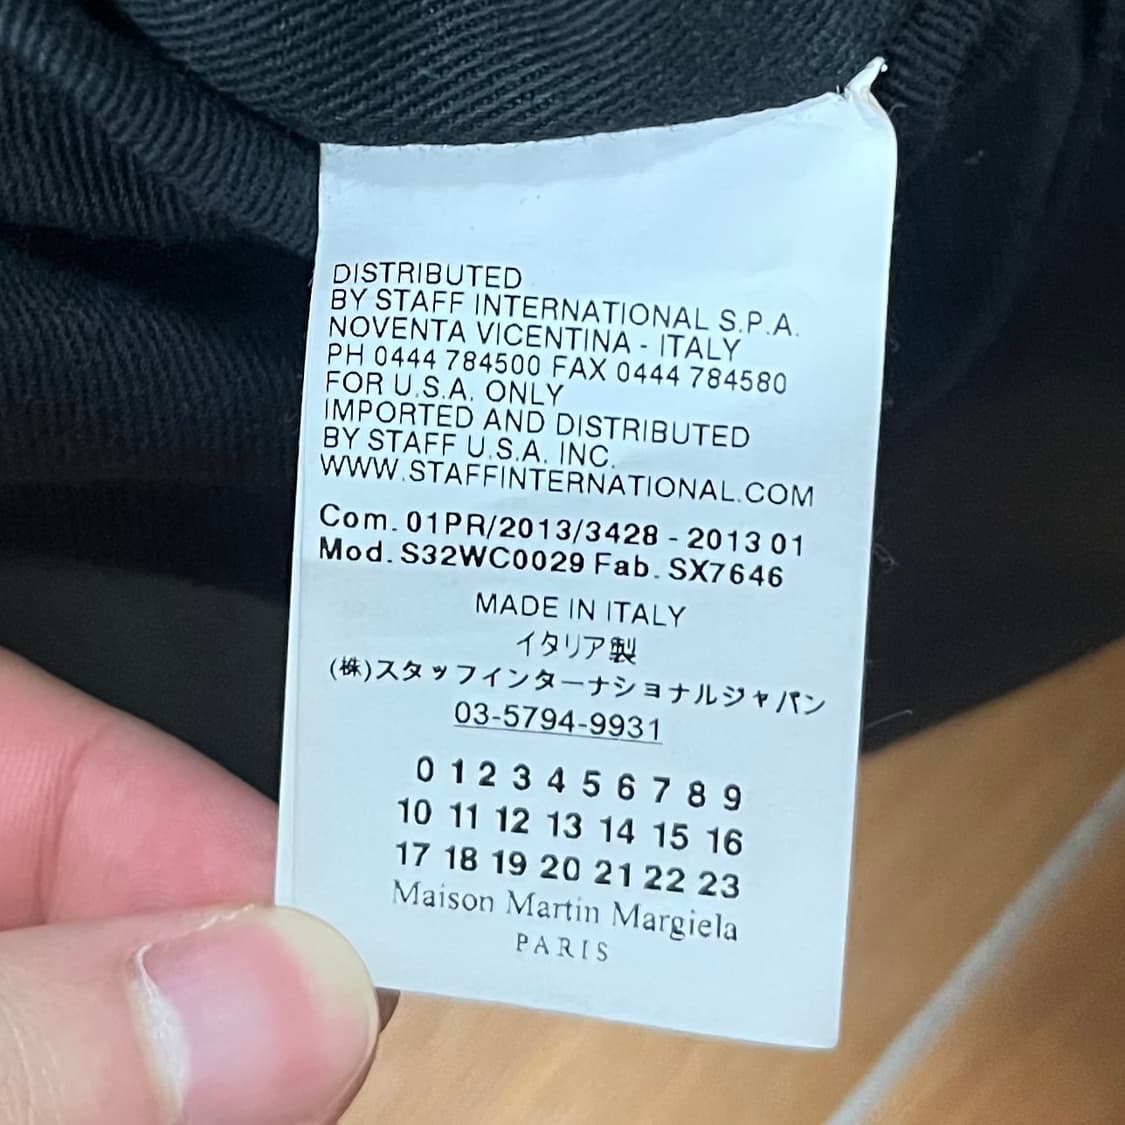 DISTRIBUTED
BY STAFF INTERNATIONAL S.P.A.
NOVENTA VICENTINA - ITALY
PH 0444 784500 FAX 0444 784580
FOR U.S.A. ONLY
IMPORTED AND DISTRIBUTED
BY STAFF U.S.A. INC.
WWW.STAFFINTERNATIONAL.COM
Com. 01PR/2013/3428 - 2013 01
Mod. S32WC0029 Fab. SX7646
MADE IN ITALY
イタリア製
(株)スタッフインターナショナルジャパン
03-5794-9931
0 1 2 3 4 5 6 7 8 9
10 11 12 13 14 15 16
17 18 19 20 21 22 23
Maison Martin Margiela
PARIS